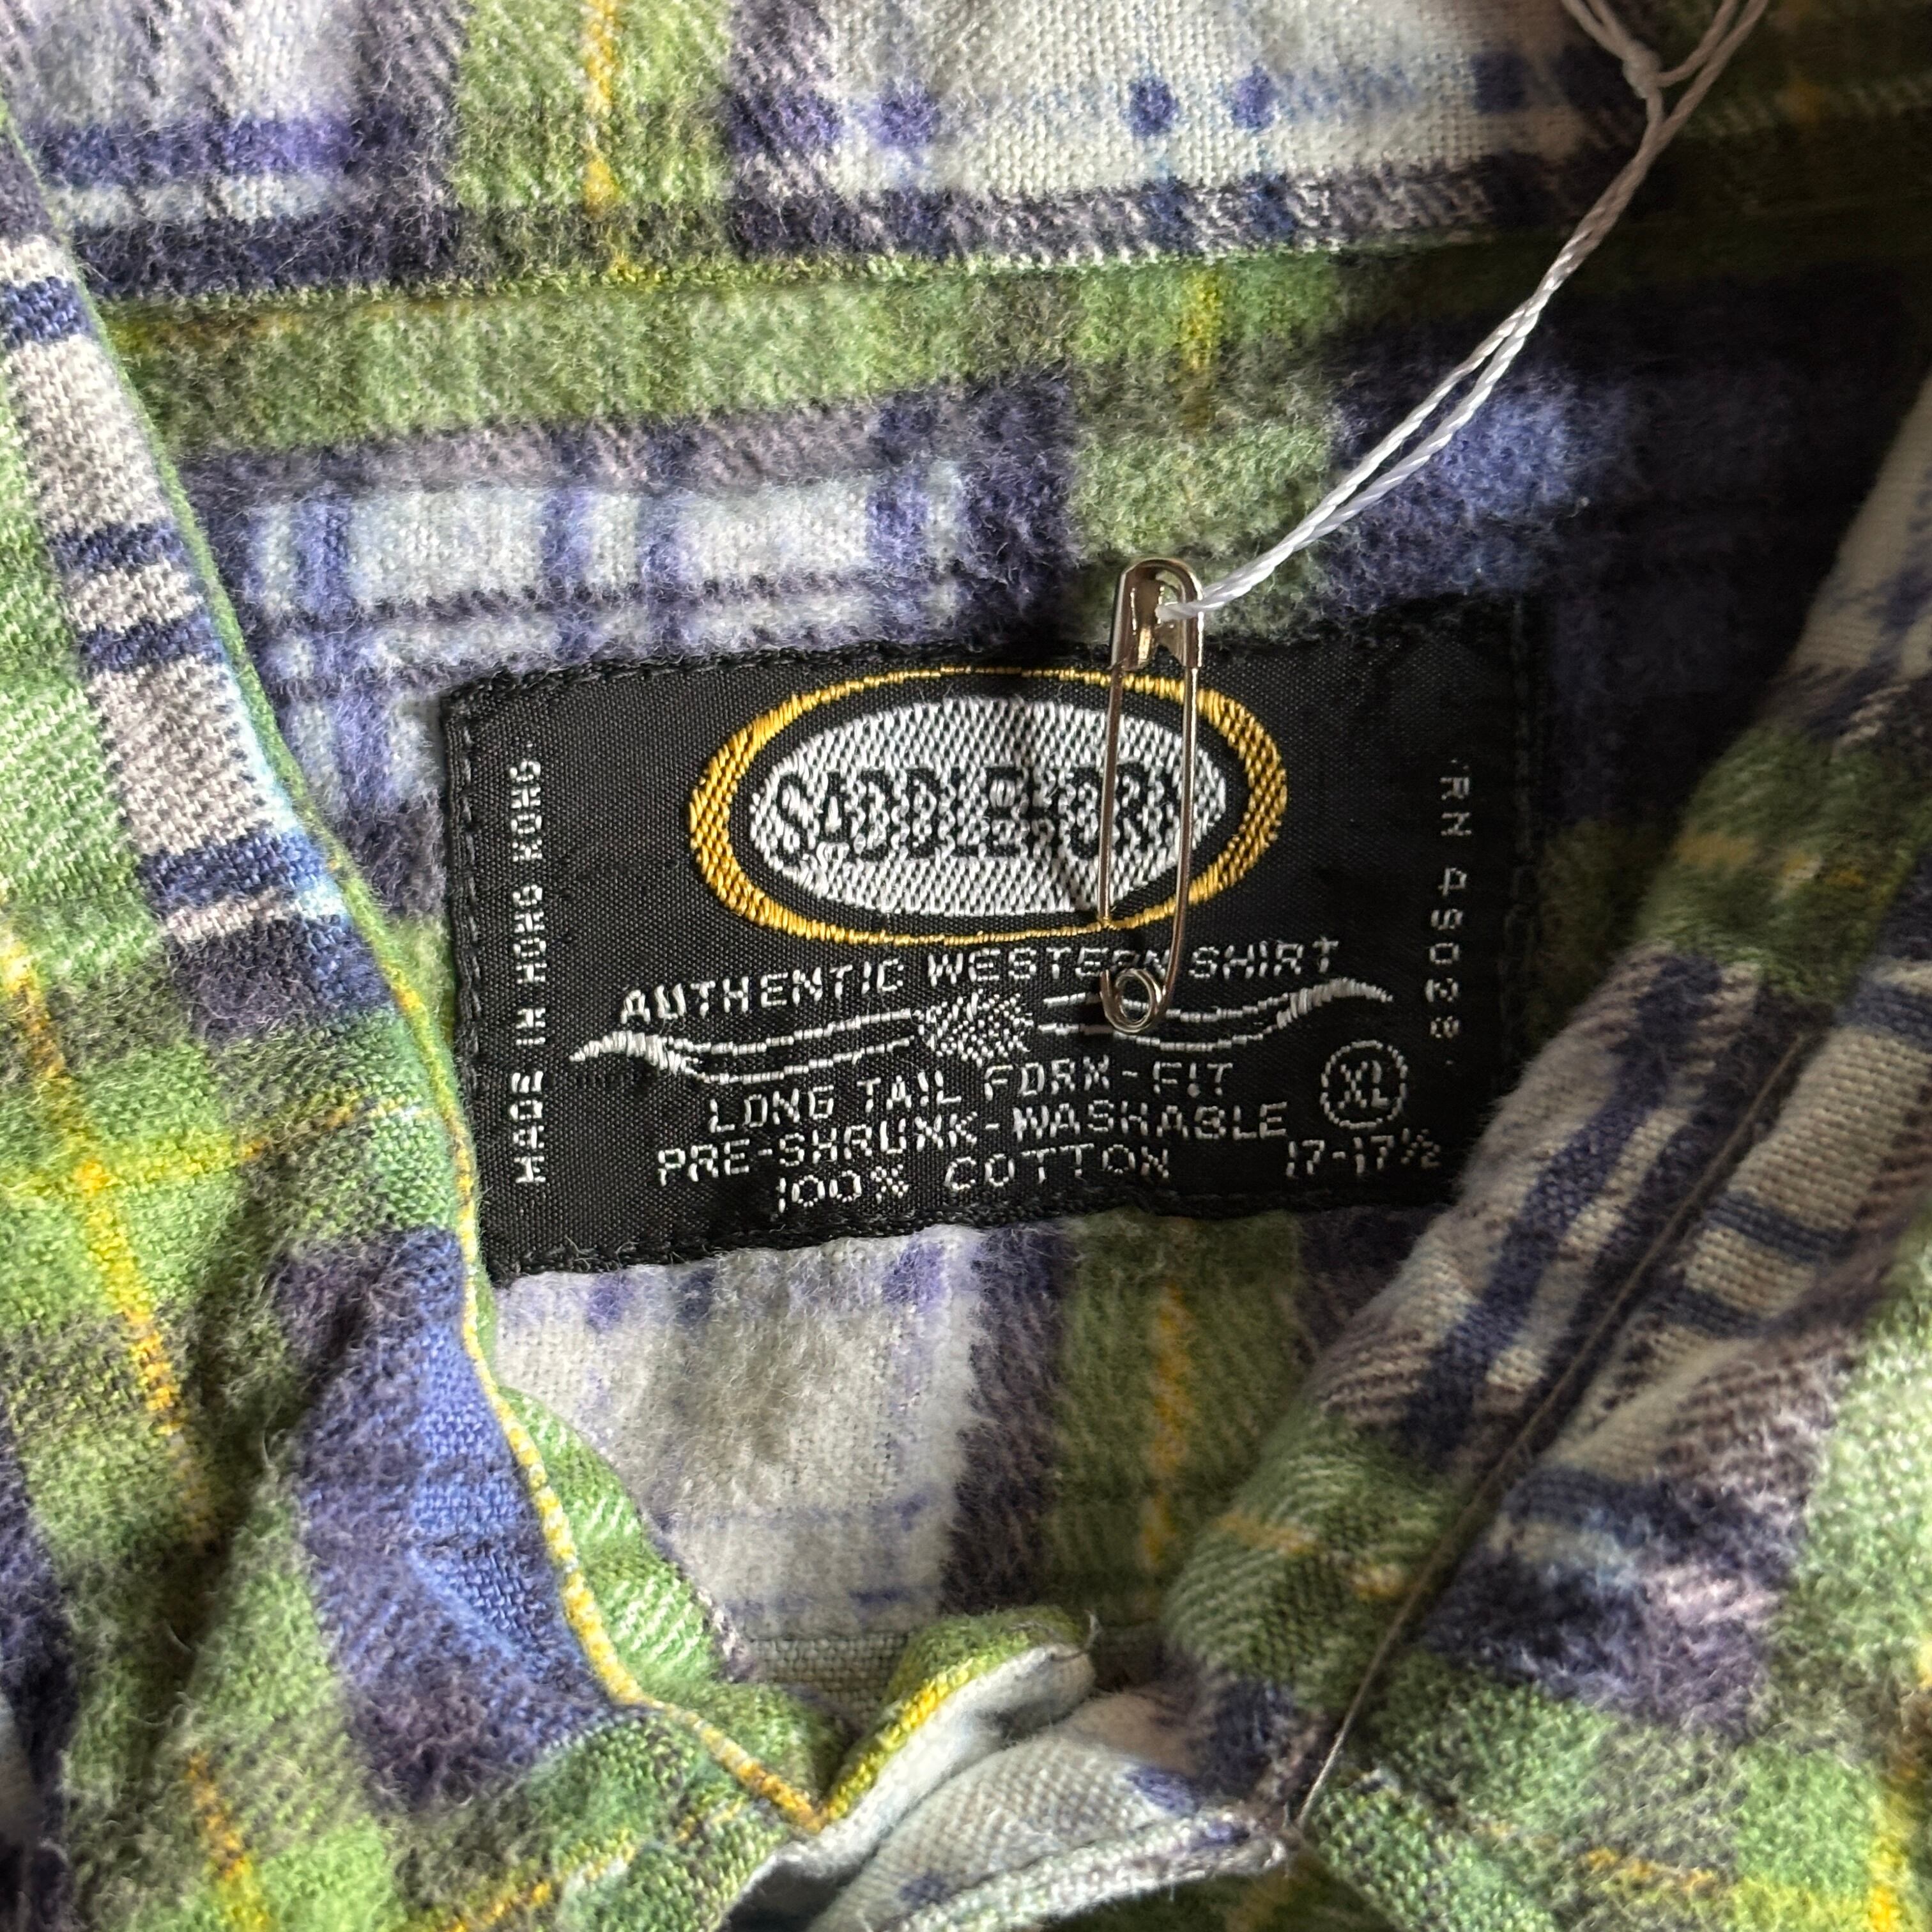 MADE IN HONG KONG
AUTHENTIC WESTERN SHIRT
LONG TAIL FORM-FIT
PRE-SHRUNK-WASHABLE
100% COTTON
XL
17-17½
RN 49028